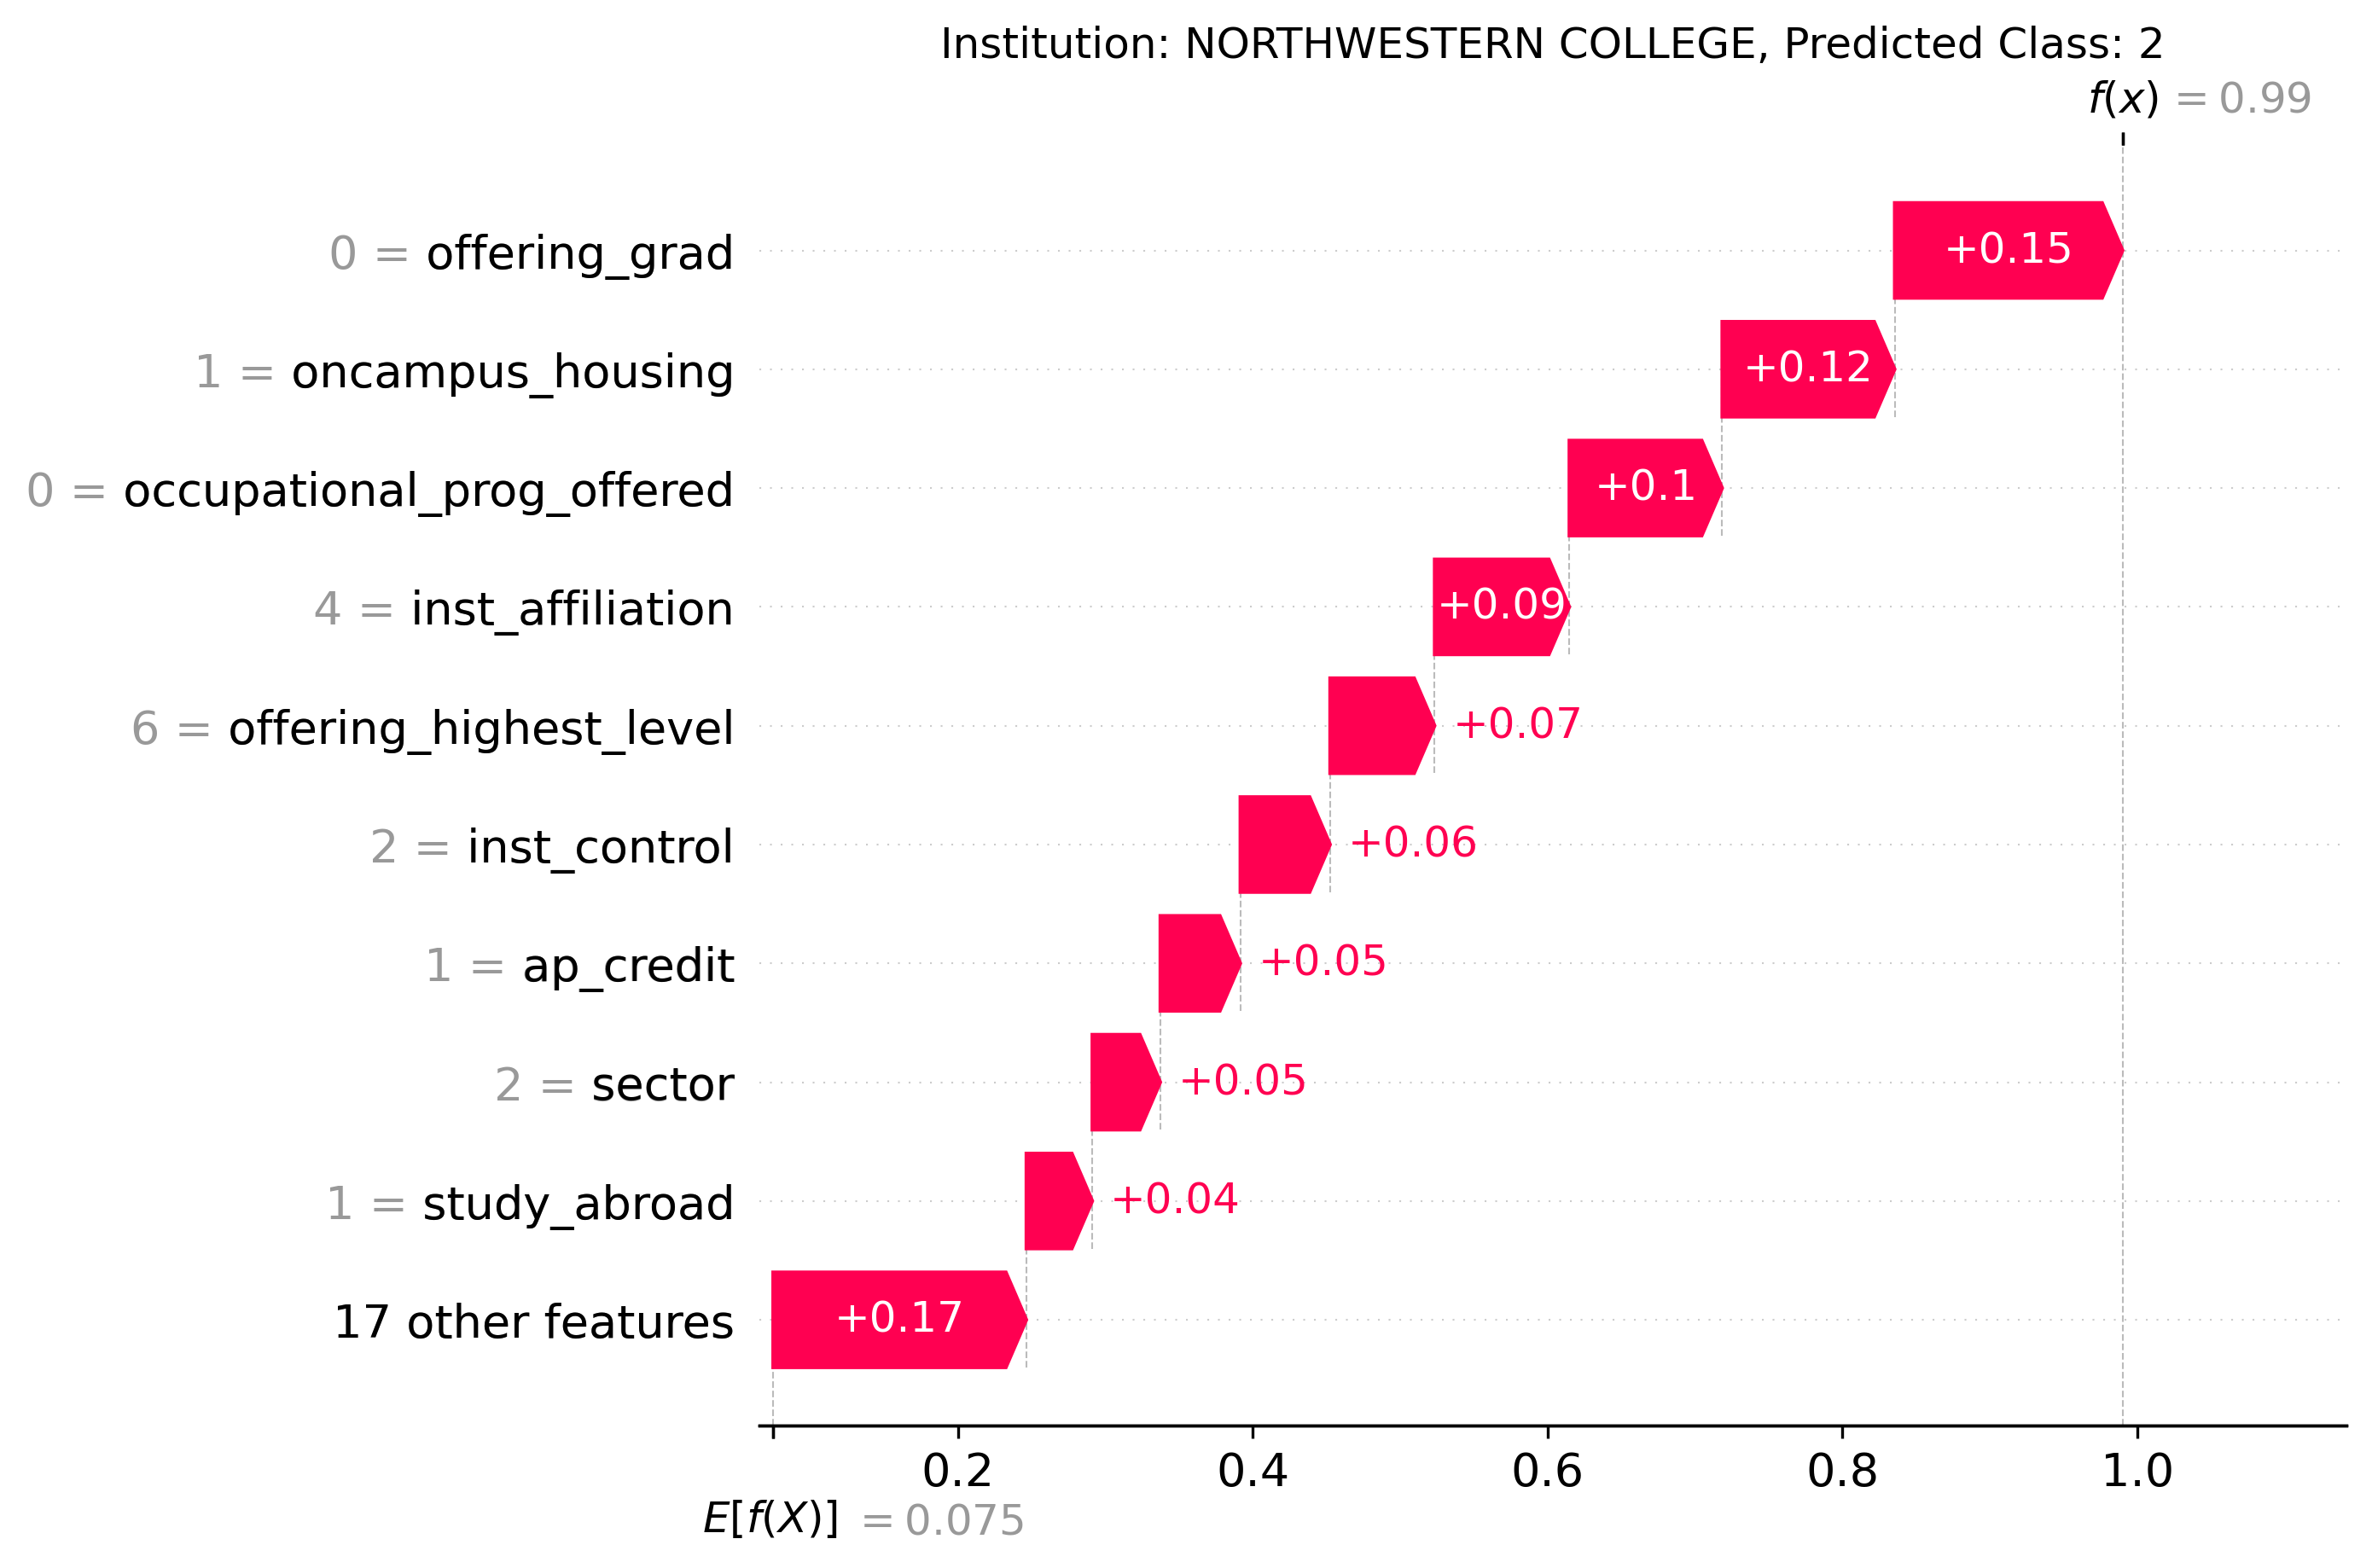 Institution: NORTHWESTERN COLLEGE, Predicted Class: 2
f(x) = 0.99
0 = offering_grad +0.15
1 = oncampus_housing +0.12
0 = occupational_prog_offered +0.1
4 = inst_affiliation +0.09
6 = offering_highest_level +0.07
2 = inst_control +0.06
1 = ap_credit +0.05
2 = sector +0.05
1 = study_abroad +0.04
17 other features +0.17
0.2 0.4 0.6 0.8 1.0
E[f(X)] = 0.075